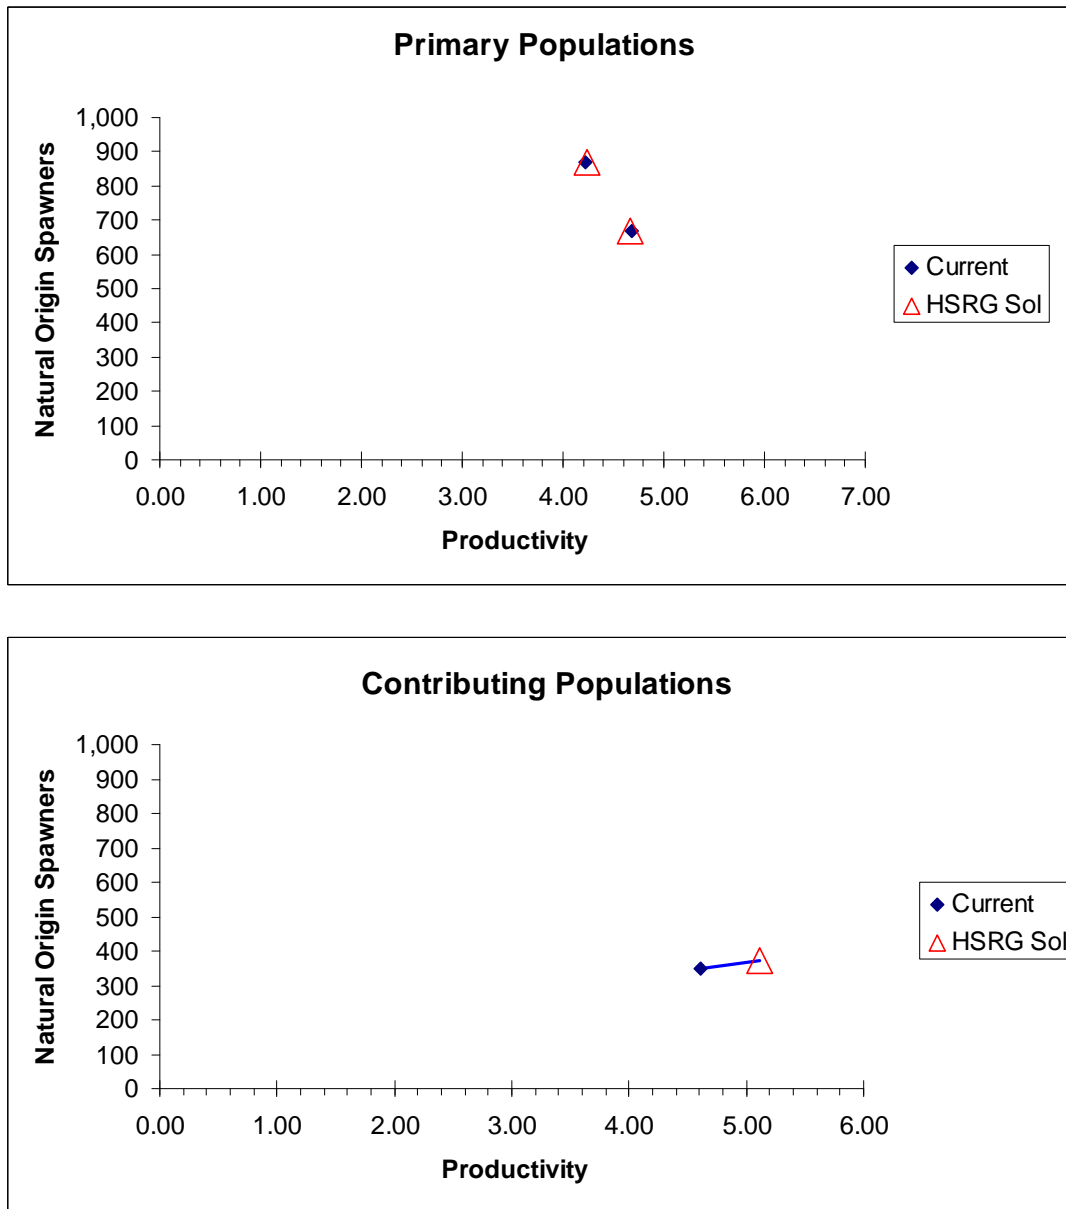 Primary Populations
1,000
900
800
700
600
500
400
300
200
100
0
Natural Origin Spawners
0.00 1.00 2.00 3.00 4.00 5.00 6.00 7.00
Productivity
Current
HSRG Sol
Contributing Populations
1,000
900
800
700
600
500
400
300
200
100
0
Natural Origin Spawners
0.00 1.00 2.00 3.00 4.00 5.00 6.00
Productivity
Current
HSRG Sol